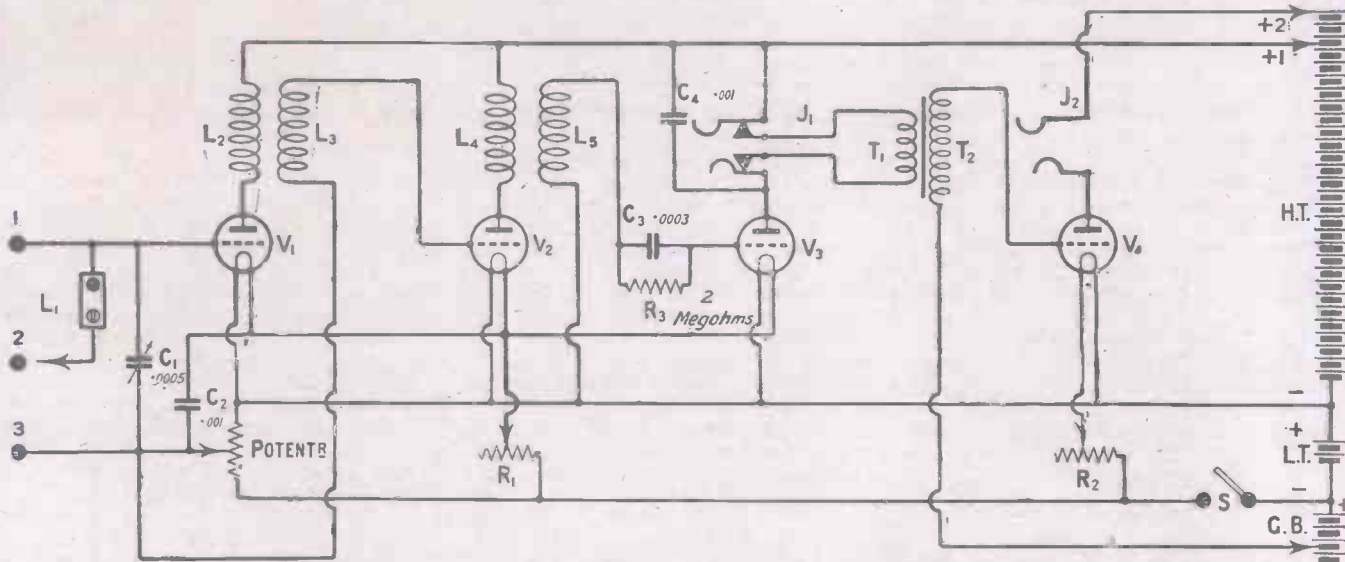 +2
+1
L2
L3
L4
L5
C4 .001
J1
T1
T2
J2
H.T.
1
V1
V2
C3 .0003
V3
V4
L1
R3 2
Megohms
2
C1
.0005
C2
.001
3
POTENTR
R1
R2
S
-
+
L.T.
-
+
G.B.